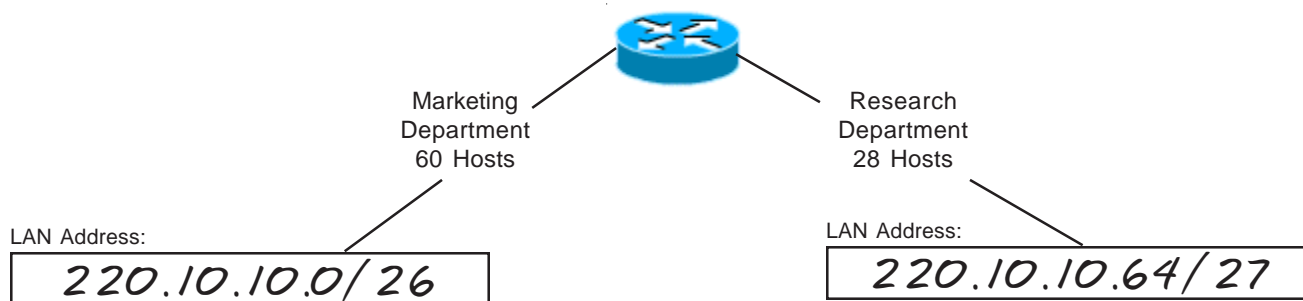 Marketing
Department
60 Hosts
Research
Department
28 Hosts
LAN Address:
220.10.10.0/26
LAN Address:
220.10.10.64/27